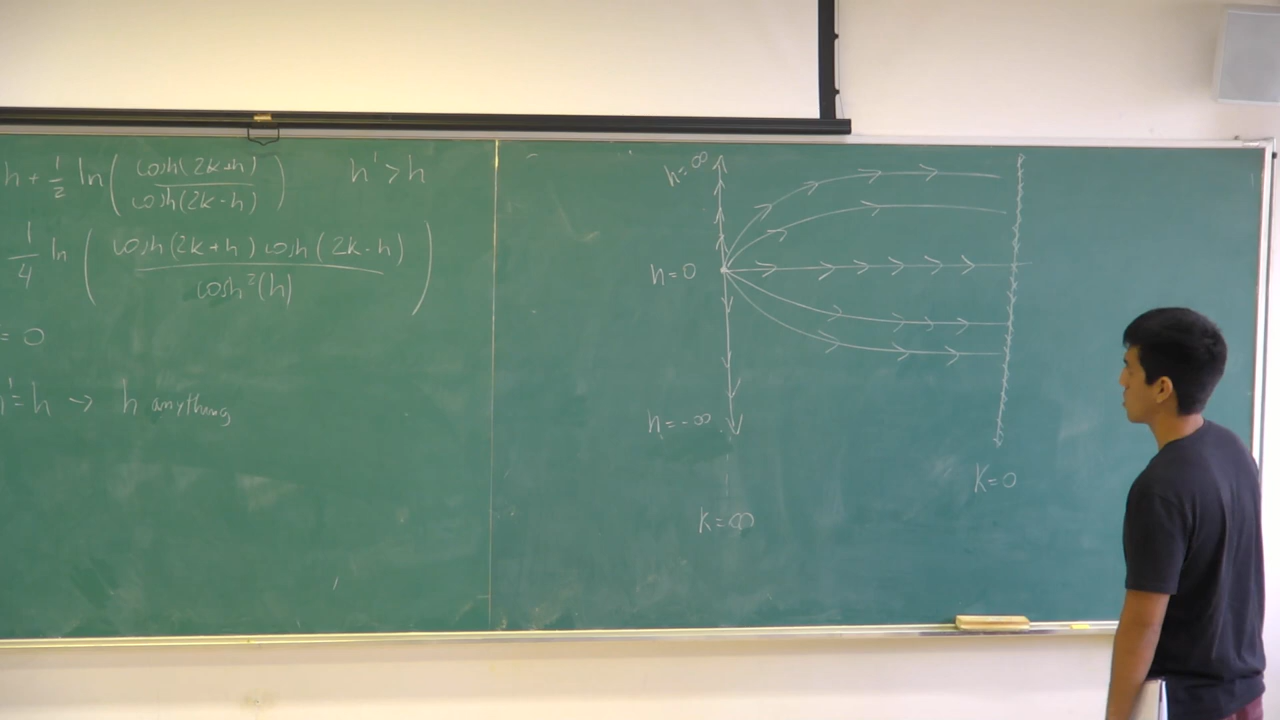 h + 1/2 ln( cosh(2k+h) / cosh(2k-h) ) h' > h
1/4 ln ( cosh(2k+h) cosh(2k-h) / cosh²(h) )
= 0
h' = h → h anything
h=∞
h=0
h=-∞
K=0
k=∞